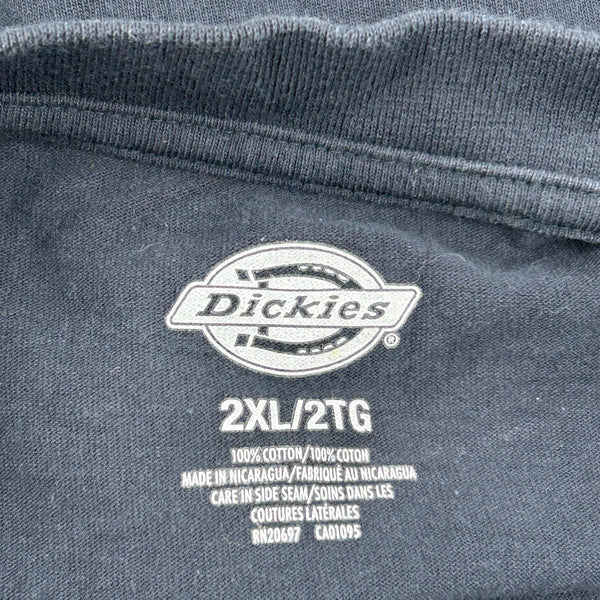 Dickies®
2XL/2TG
100% COTTON/100% COTON
MADE IN NICARAGUA/FABRIQUÉ AU NICARAGUA
CARE IN SIDE SEAM/SOINS DANS LES
COUTURES LATÉRALES
RN20697 CA01095